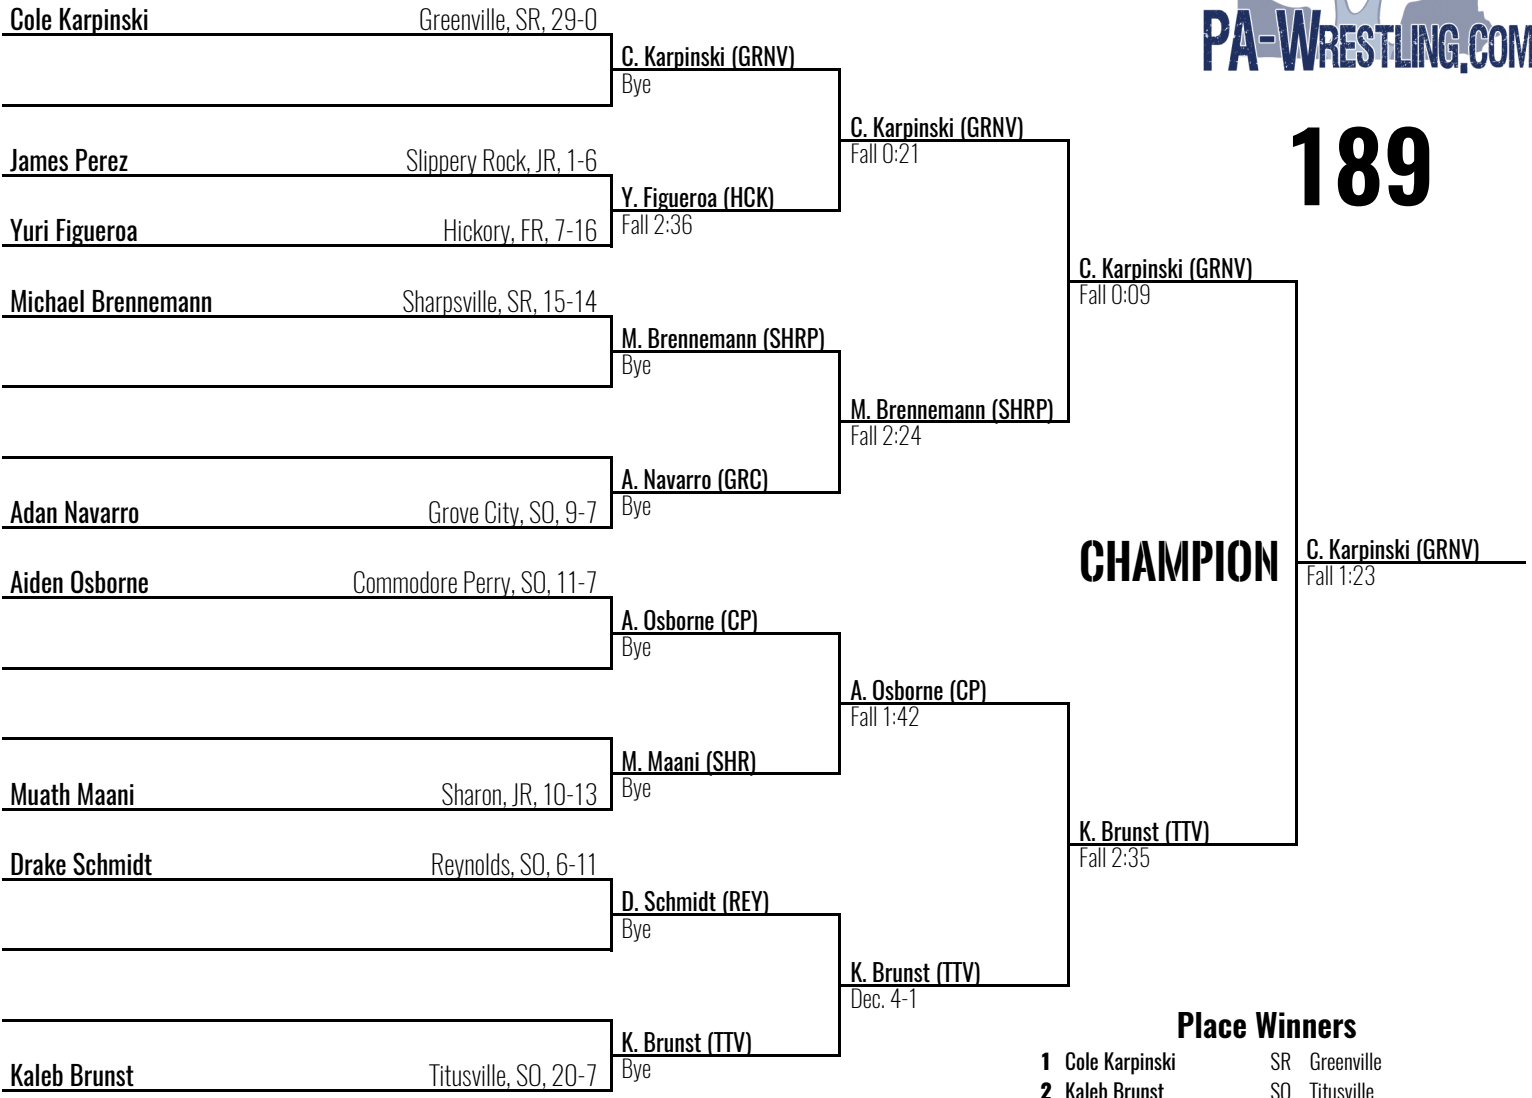 Cole Karpinski Greenville, SR, 29-0
PA-WRESTLING.COM
C. Karpinski (GRNV)
Bye
C. Karpinski (GRNV)
Fall 0:21
189
James Perez Slippery Rock, JR, 1-6
Y. Figueroa (HCK)
Fall 2:36
Yuri Figueroa Hickory, FR, 7-16
C. Karpinski (GRNV)
Fall 0:09
Michael Brennemann Sharpsville, SR, 15-14
M. Brennemann (SHRP)
Bye
M. Brennemann (SHRP)
Fall 2:24
A. Navarro (GRC)
Bye
Adan Navarro Grove City, SO, 9-7
CHAMPION
C. Karpinski (GRNV)
Fall 1:23
Aiden Osborne Commodore Perry, SO, 11-7
A. Osborne (CP)
Bye
A. Osborne (CP)
Fall 1:42
M. Maani (SHR)
Bye
Muath Maani Sharon, JR, 10-13
K. Brunst (TTV)
Fall 2:35
Drake Schmidt Reynolds, SO, 6-11
D. Schmidt (REY)
Bye
K. Brunst (TTV)
Dec. 4-1
K. Brunst (TTV)
Bye
Kaleb Brunst Titusville, SO, 20-7
Place Winners
1 Cole Karpinski SR Greenville
2 Kaleb Brunst SO Titusville